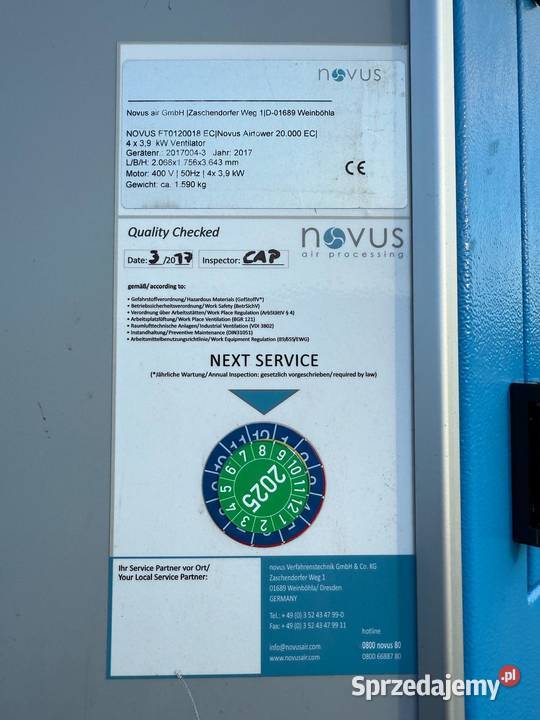 novus
Novus air GmbH |Zaschendorfer Weg 1|D-01689 Weinböhla
NOVUS FT0120018 EC|Novus Airtower 20.000 EC|
4 x 3,9 kW Ventilator
Gerätenr.: 2017004-3 Jahr: 2017
L/B/H: 2.068x1.756x3.643 mm
Motor: 400 V | 50Hz | 4x 3,9 kW
Gewicht: ca. 1.590 kg
CE
Quality Checked
novus
air processing
Date: 3/2017 Inspector: CAP
gemäß/according to:
• Gefahrstoffverordnung/Hazardous Materials (GefStoffV*)
• Betriebssicherheitsverordnung/Work Safety (BetrSichV)
• Verordnung über Arbeitsstätten/Work Place Regulation (ArbStättV § 4)
• Arbeitsplatzlüftung/Work Place Ventilation (BGR 121)
• Raumlufttechnische Anlagen/Industrial Ventilation (VDI 3802)
• Instandhaltung/Preventive Maintenance (DIN31051)
• Arbeitsmittelbenutzungsrichtlinie/Work Equipment Regulation (89/655/EWG)
NEXT SERVICE
(*Jährliche Wartung/Annual Inspection: gesetzlich vorgeschrieben/required by law)
11 12 1
1 2 3 4 5 6 7 8 9 10 11 12
2025
Ihr Service Partner vor Ort/
Your Local Service Partner:
novus Verfahrenstechnik GmbH & Co. KG
Zaschendorfer Weg 1
01689 Weinböhla/ Dresden
GERMANY
Tel.: + 49 (0) 3 52 43 47 99-0
Fax: + 49 (0) 3 52 43 47 99 11
hotline
info@novusair.com 0800 novus 80
www.novusair.com 0800 66887 80
Sprzedajemy.pl